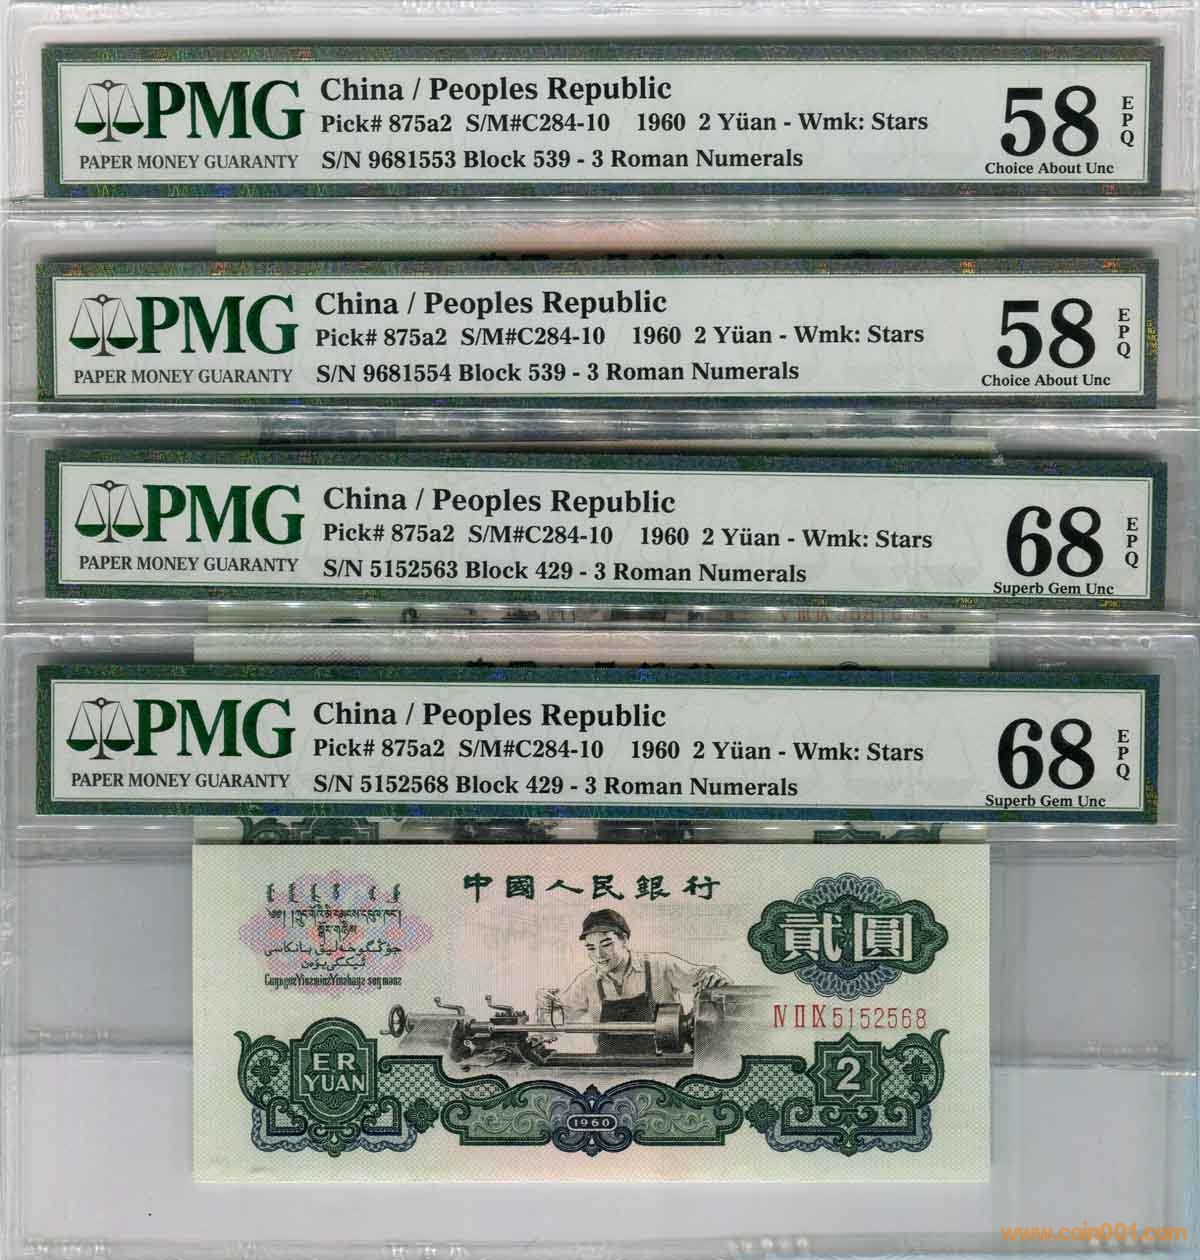 PMG
PAPER MONEY GUARANTY
China / Peoples Republic
Pick# 875a2 S/M#C284-10 1960 2 Yüan - Wmk: Stars
S/N 9681553 Block 539 - 3 Roman Numerals
58
EPQ
Choice About Unc
PMG
PAPER MONEY GUARANTY
China / Peoples Republic
Pick# 875a2 S/M#C284-10 1960 2 Yüan - Wmk: Stars
S/N 9681554 Block 539 - 3 Roman Numerals
58
EPQ
Choice About Unc
PMG
PAPER MONEY GUARANTY
China / Peoples Republic
Pick# 875a2 S/M#C284-10 1960 2 Yüan - Wmk: Stars
S/N 5152563 Block 429 - 3 Roman Numerals
68
EPQ
Superb Gem Unc
PMG
PAPER MONEY GUARANTY
China / Peoples Republic
Pick# 875a2 S/M#C284-10 1960 2 Yüan - Wmk: Stars
S/N 5152568 Block 429 - 3 Roman Numerals
68
EPQ
Superb Gem Unc
中國人民銀行
貳圓
IV II IX 5152568
ER
YUAN
2
1960
www.coin001.com